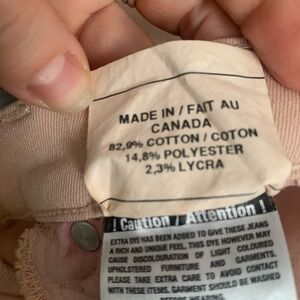 MADE IN / FAIT AU
CANADA
82,9% COTTON / COTON
14,8% POLYESTER
2,3% LYCRA
! Caution / Attention !
EXTRA DYE HAS BEEN ADDED TO GIVE THESE JEANS
A RICH AND UNIQUE FEEL, THIS DYE HOWEVER MAY
CAUSE DISCOLOURATION OF LIGHT COLOURED
UPHOLSTERED FURNITURE AND GARMENTS.
PLEASE TAKE EXTRA CARE TO AVOID CONTACT
WITH THESE ITEMS. GARMENT SHOULD BE WASHED
BEFORE